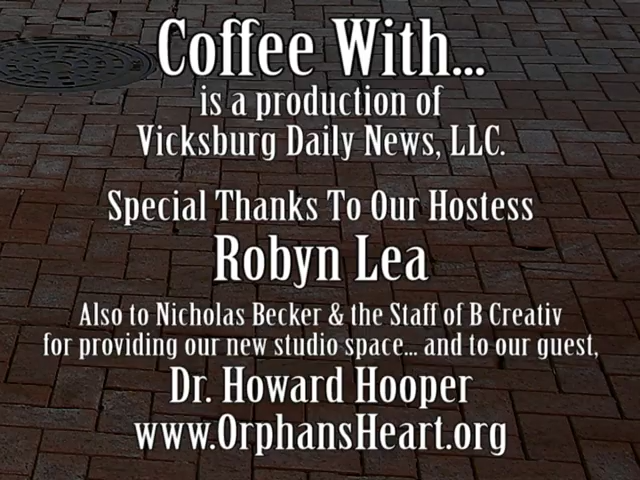 Coffee With...
is a production of
Vicksburg Daily News, LLC.
Special Thanks To Our Hostess
Robyn Lea
Also to Nicholas Becker & the Staff of B Creativ
for providing our new studio space... and to our guest,
Dr. Howard Hooper
www.OrphansHeart.org